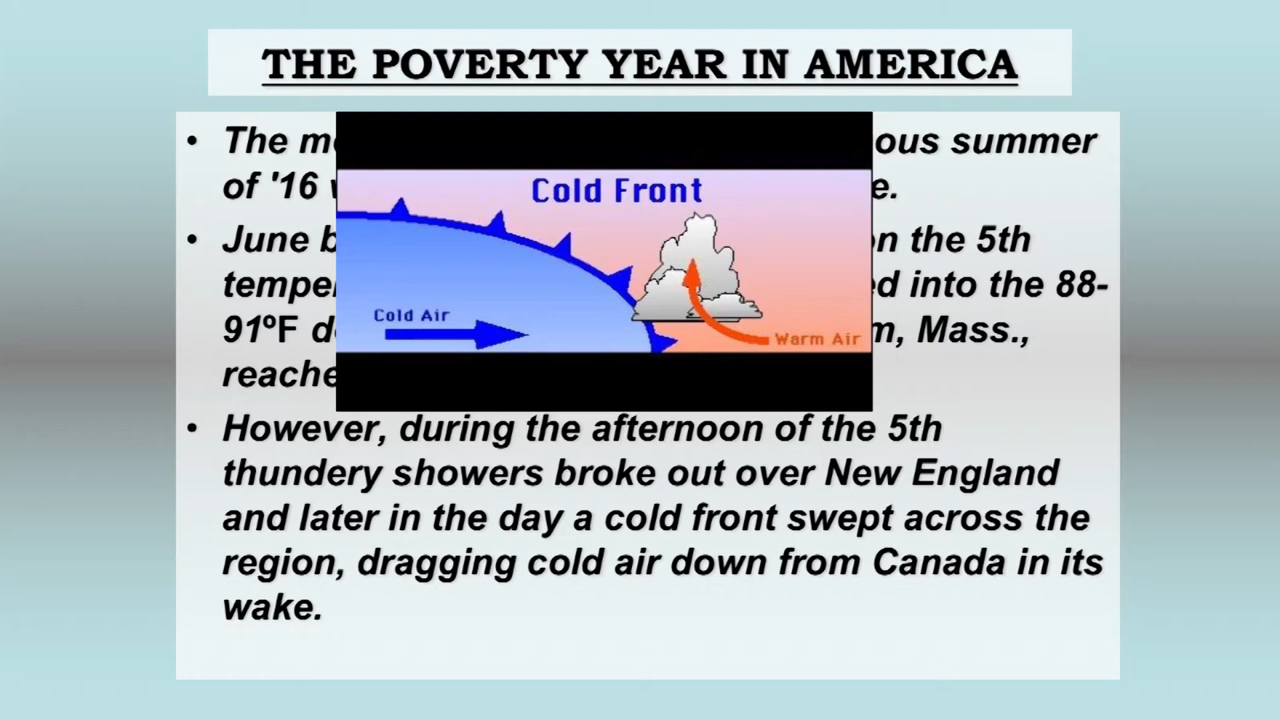 THE POVERTY YEAR IN AMERICA
• The summer
of '16
• June on the 5th
into the 88-
91ºF Mass.,
• However, during the afternoon of the 5th
thundery showers broke out over New England
and later in the day a cold front swept across the
region, dragging cold air down from Canada in its
wake.
Cold Front
Cold Air
Warm Air